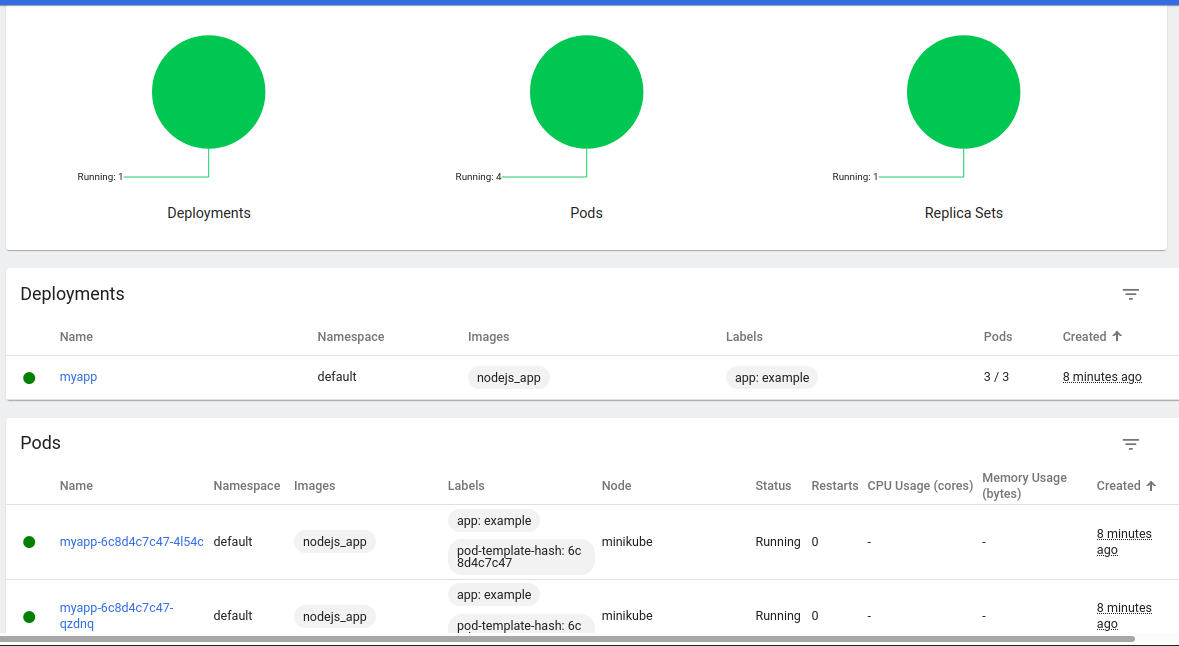 Running: 1
Running: 4
Running: 1
Deployments
Pods
Replica Sets
Deployments
Name Namespace Images Labels Pods Created
myapp default nodejs_app app: example 3 / 3 8 minutes ago
Pods
Name Namespace Images Labels Node Status Restarts CPU Usage (cores) Memory Usage (bytes) Created
app: example
myapp-6c8d4c7c47-4l54c default nodejs_app minikube Running 0 - - 8 minutes ago
pod-template-hash: 6c
8d4c7c47
app: example
myapp-6c8d4c7c47-
qzdnq
default nodejs_app minikube Running 0 - - 8 minutes ago
pod-template-hash: 6c